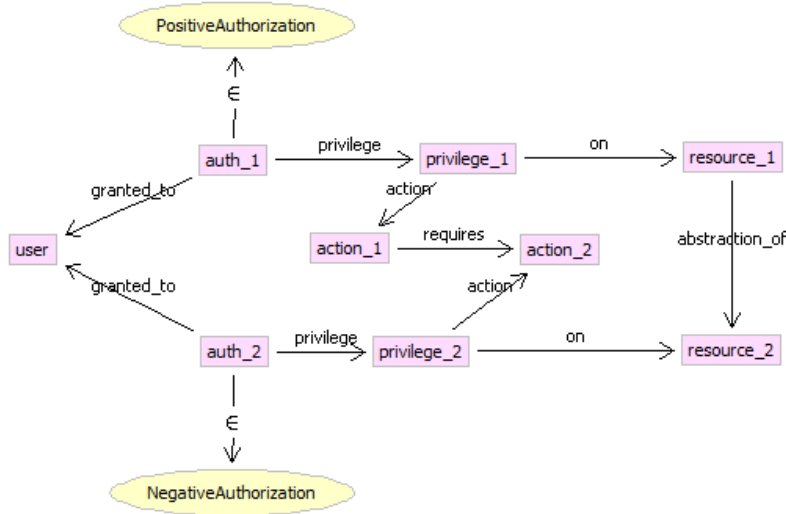 PositiveAuthorization
∈
auth_1
privilege
privilege_1
on
resource_1
granted_to
action
user
action_1
requires
action_2
abstraction_of
granted_to
action
auth_2
privilege
privilege_2
on
resource_2
∈
NegativeAuthorization